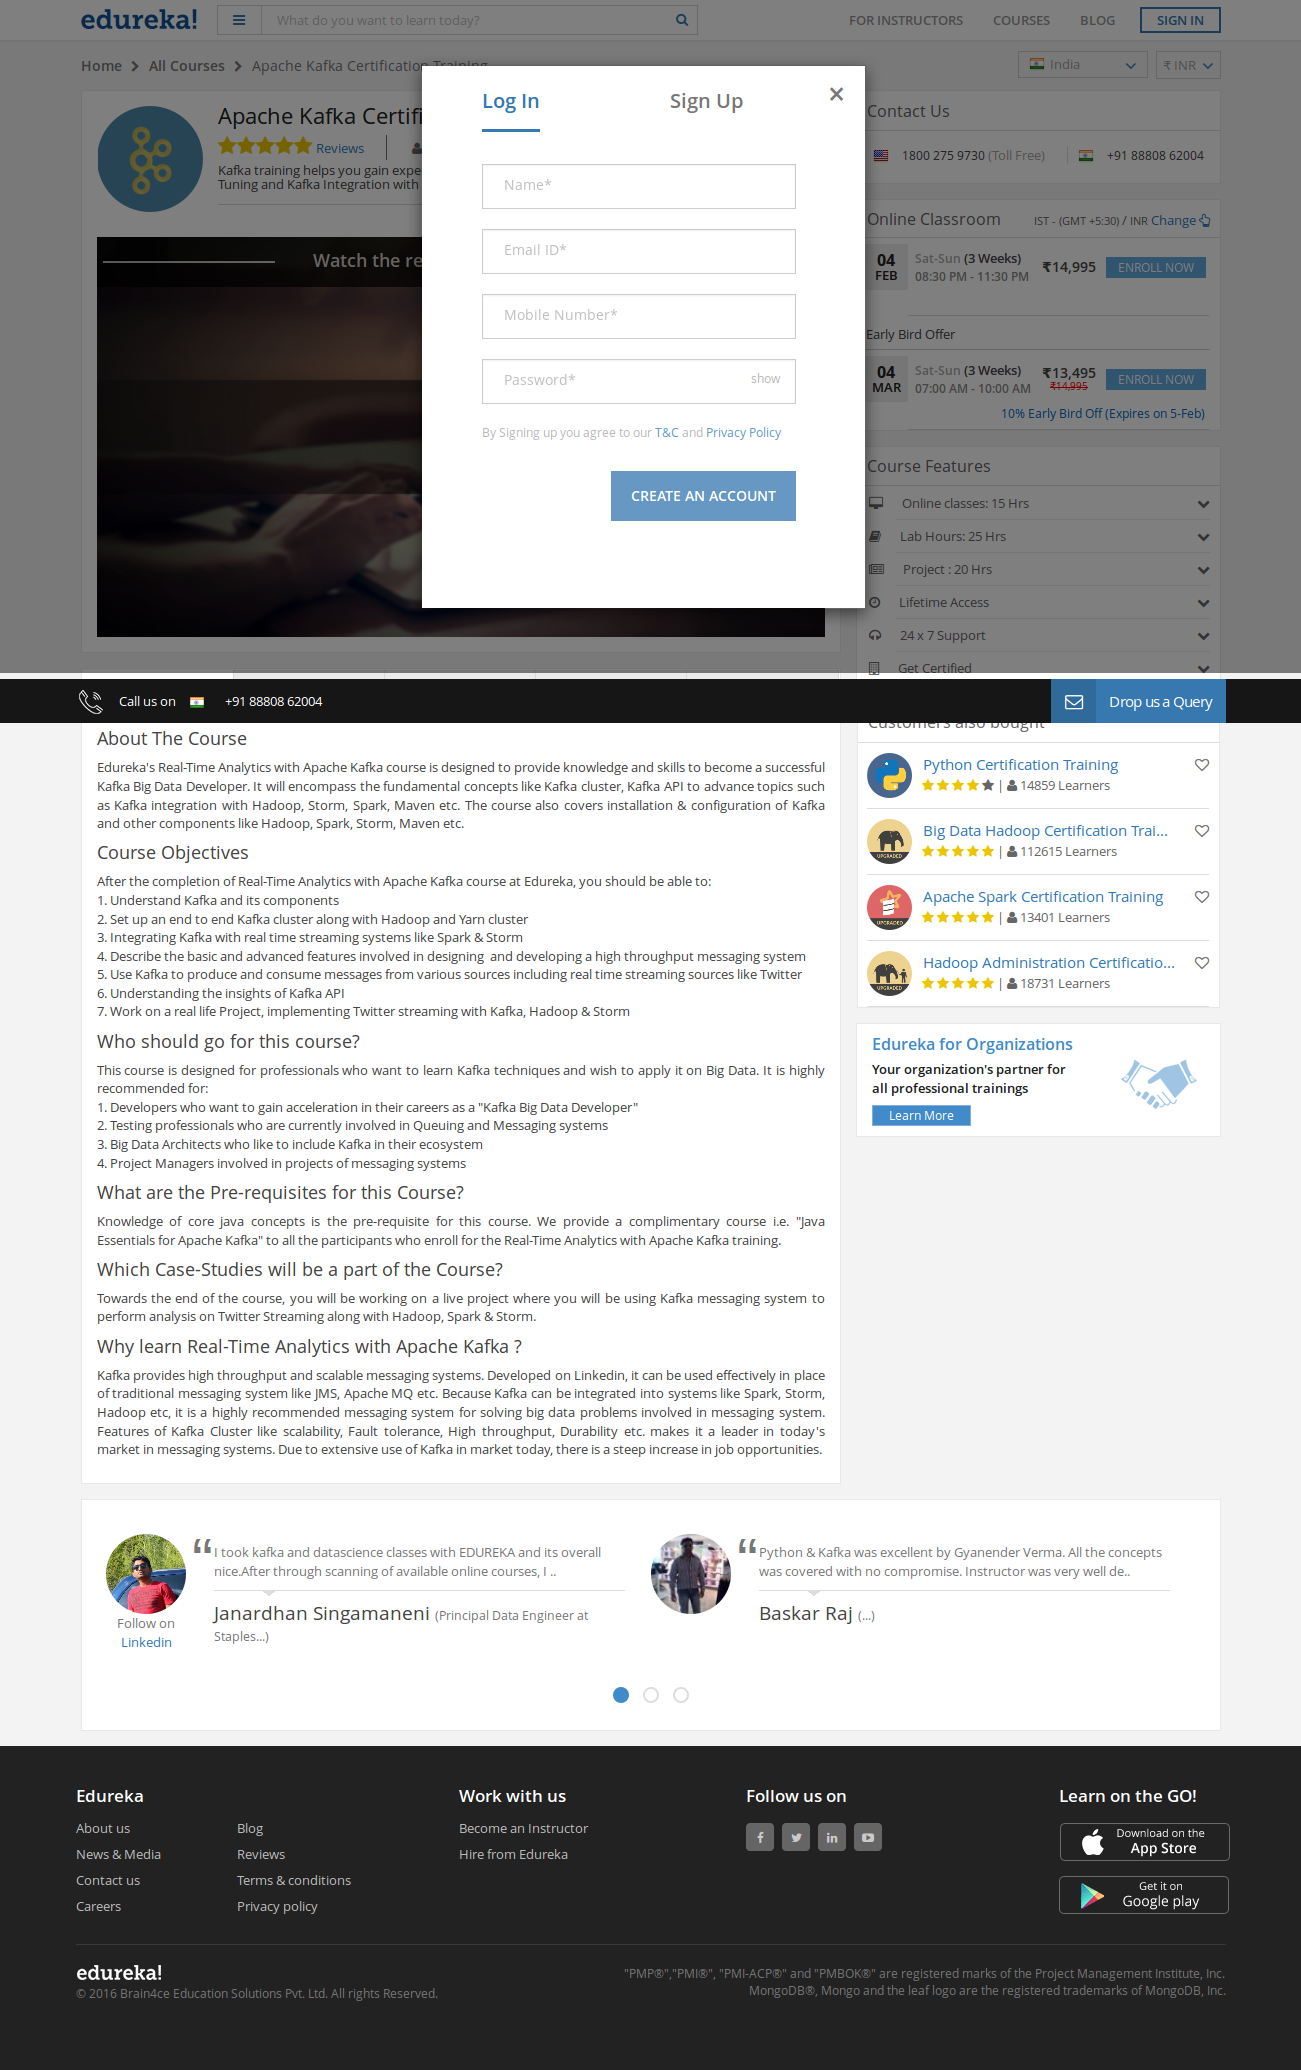 edureka!
What do you want to learn today?
FOR INSTRUCTORS
COURSES
BLOG
SIGN IN
Home
All Courses
Apache Kafka Certification Training
India
₹ INR
Apache Kafka Certifi
Reviews
Kafka training helps you gain expe
Tuning and Kafka Integration with
Watch the re
Log In
Sign Up
×
Name*
Email ID*
Mobile Number*
Password*
show
By Signing up you agree to our T&C and Privacy Policy
CREATE AN ACCOUNT
Contact Us
1800 275 9730 (Toll Free)
+91 88808 62004
Online Classroom
IST - (GMT +5:30) / INR Change
04
FEB
Sat-Sun (3 Weeks)
08:30 PM - 11:30 PM
₹14,995
ENROLL NOW
Early Bird Offer
04
MAR
Sat-Sun (3 Weeks)
07:00 AM - 10:00 AM
₹13,495
₹14,995
ENROLL NOW
10% Early Bird Off (Expires on 5-Feb)
Course Features
Online classes: 15 Hrs
Lab Hours: 25 Hrs
Project : 20 Hrs
Lifetime Access
24 x 7 Support
Get Certified
Call us on
+91 88808 62004
Drop us a Query
About The Course
Edureka's Real-Time Analytics with Apache Kafka course is designed to provide knowledge and skills to become a successful
Kafka Big Data Developer. It will encompass the fundamental concepts like Kafka cluster, Kafka API to advance topics such
as Kafka integration with Hadoop, Storm, Spark, Maven etc. The course also covers installation & configuration of Kafka
and other components like Hadoop, Spark, Storm, Maven etc.
Course Objectives
After the completion of Real-Time Analytics with Apache Kafka course at Edureka, you should be able to:
1. Understand Kafka and its components
2. Set up an end to end Kafka cluster along with Hadoop and Yarn cluster
3. Integrating Kafka with real time streaming systems like Spark & Storm
4. Describe the basic and advanced features involved in designing and developing a high throughput messaging system
5. Use Kafka to produce and consume messages from various sources including real time streaming sources like Twitter
6. Understanding the insights of Kafka API
7. Work on a real life Project, implementing Twitter streaming with Kafka, Hadoop & Storm
Who should go for this course?
This course is designed for professionals who want to learn Kafka techniques and wish to apply it on Big Data. It is highly
recommended for:
1. Developers who want to gain acceleration in their careers as a "Kafka Big Data Developer"
2. Testing professionals who are currently involved in Queuing and Messaging systems
3. Big Data Architects who like to include Kafka in their ecosystem
4. Project Managers involved in projects of messaging systems
What are the Pre-requisites for this Course?
Knowledge of core java concepts is the pre-requisite for this course. We provide a complimentary course i.e. "Java
Essentials for Apache Kafka" to all the participants who enroll for the Real-Time Analytics with Apache Kafka training.
Which Case-Studies will be a part of the Course?
Towards the end of the course, you will be working on a live project where you will be using Kafka messaging system to
perform analysis on Twitter Streaming along with Hadoop, Spark & Storm.
Why learn Real-Time Analytics with Apache Kafka ?
Kafka provides high throughput and scalable messaging systems. Developed on Linkedin, it can be used effectively in place
of traditional messaging system like JMS, Apache MQ etc. Because Kafka can be integrated into systems like Spark, Storm,
Hadoop etc, it is a highly recommended messaging system for solving big data problems involved in messaging system.
Features of Kafka Cluster like scalability, Fault tolerance, High throughput, Durability etc. makes it a leader in today's
market in messaging systems. Due to extensive use of Kafka in market today, there is a steep increase in job opportunities.
Customers also bought
Python Certification Training
| 14859 Learners
Big Data Hadoop Certification Trai...
UPGRADED
| 112615 Learners
Apache Spark Certification Training
UPGRADED
| 13401 Learners
Hadoop Administration Certificatio...
UPGRADED
| 18731 Learners
Edureka for Organizations
Your organization's partner for
all professional trainings
Learn More
“I took kafka and datascience classes with EDUREKA and its overall
nice.After through scanning of available online courses, I ..
Janardhan Singamaneni (Principal Data Engineer at
Staples...)
Follow on
Linkedin
“Python & Kafka was excellent by Gyanender Verma. All the concepts
was covered with no compromise. Instructor was very well de..
Baskar Raj (...)
Edureka
About us
News & Media
Contact us
Careers
Blog
Reviews
Terms & conditions
Privacy policy
Work with us
Become an Instructor
Hire from Edureka
Follow us on
Learn on the GO!
Download on the
App Store
Get it on
Google play
edureka!
© 2016 Brain4ce Education Solutions Pvt. Ltd. All rights Reserved.
"PMP®","PMI®", "PMI-ACP®" and "PMBOK®" are registered marks of the Project Management Institute, Inc.
MongoDB®, Mongo and the leaf logo are the registered trademarks of MongoDB, Inc.